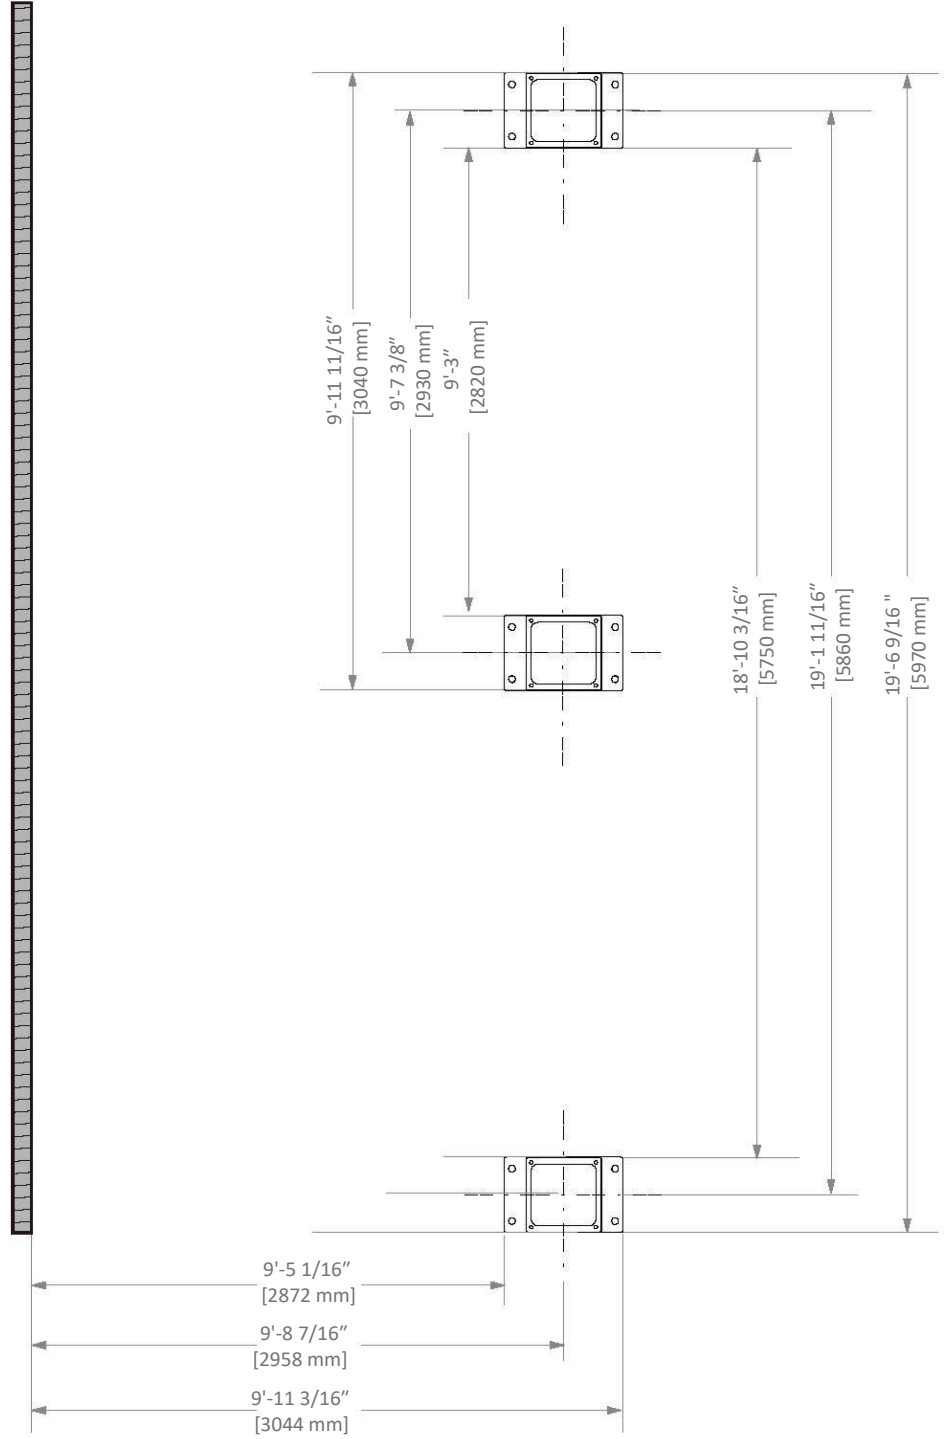 9'-11 11/16”
[3040 mm]
9'-7 3/8”
[2930 mm]
9'-3”
[2820 mm]
18'-10 3/16”
[5750 mm]
19'-1 11/16”
[5860 mm]
19'-6 9/16 "
[5970 mm]
9'-5 1/16”
[2872 mm]
9'-8 7/16”
[2958 mm]
9'-11 3/16”
[3044 mm]